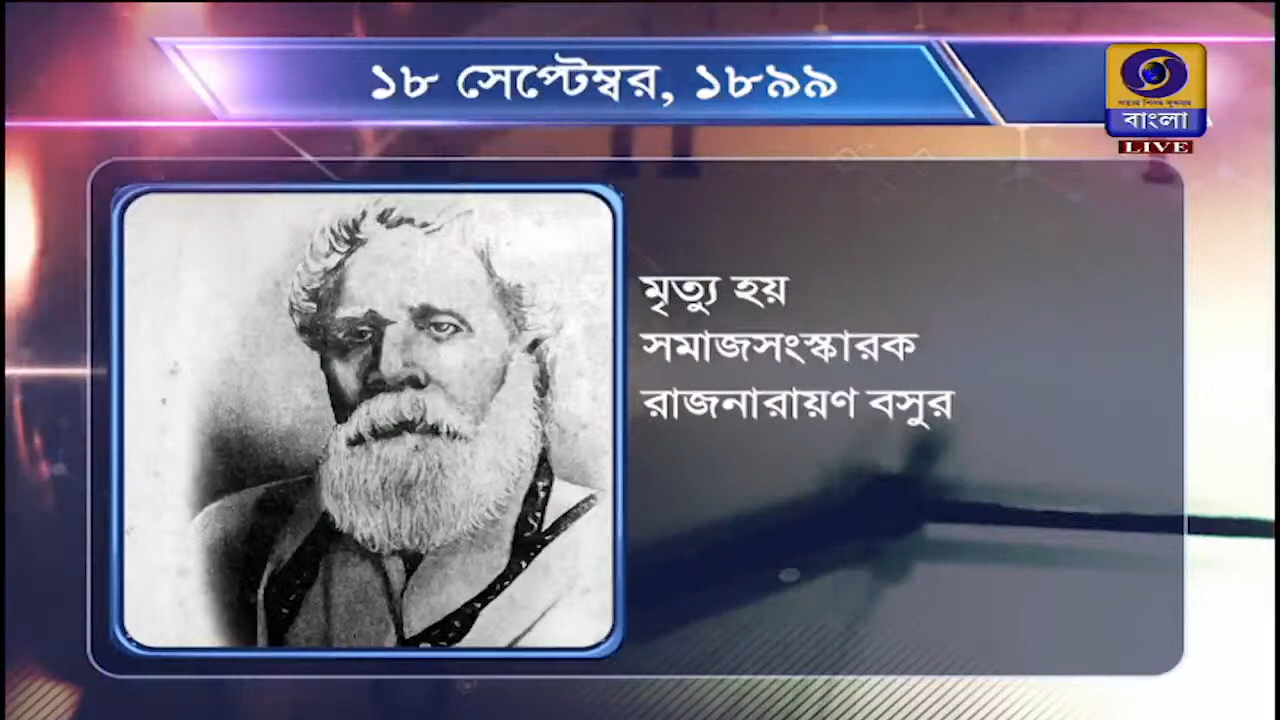 ১৮ সেপ্টেম্বর, ১৮৯৯
বাংলা
LIVE
মৃত্যু হয়
সমাজসংস্কারক
রাজনারায়ণ বসুর